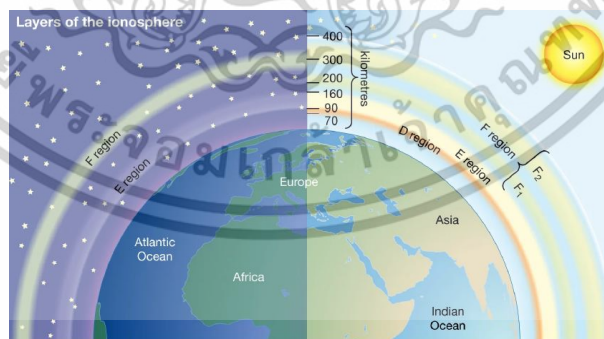 Layers of the ionosphere
400
300
200
160
90
70
kilometres
Sun
F region
E region
D region
E region
F region
F₂
F₁
Europe
Asia
Atlantic
Ocean
Africa
Indian
Ocean